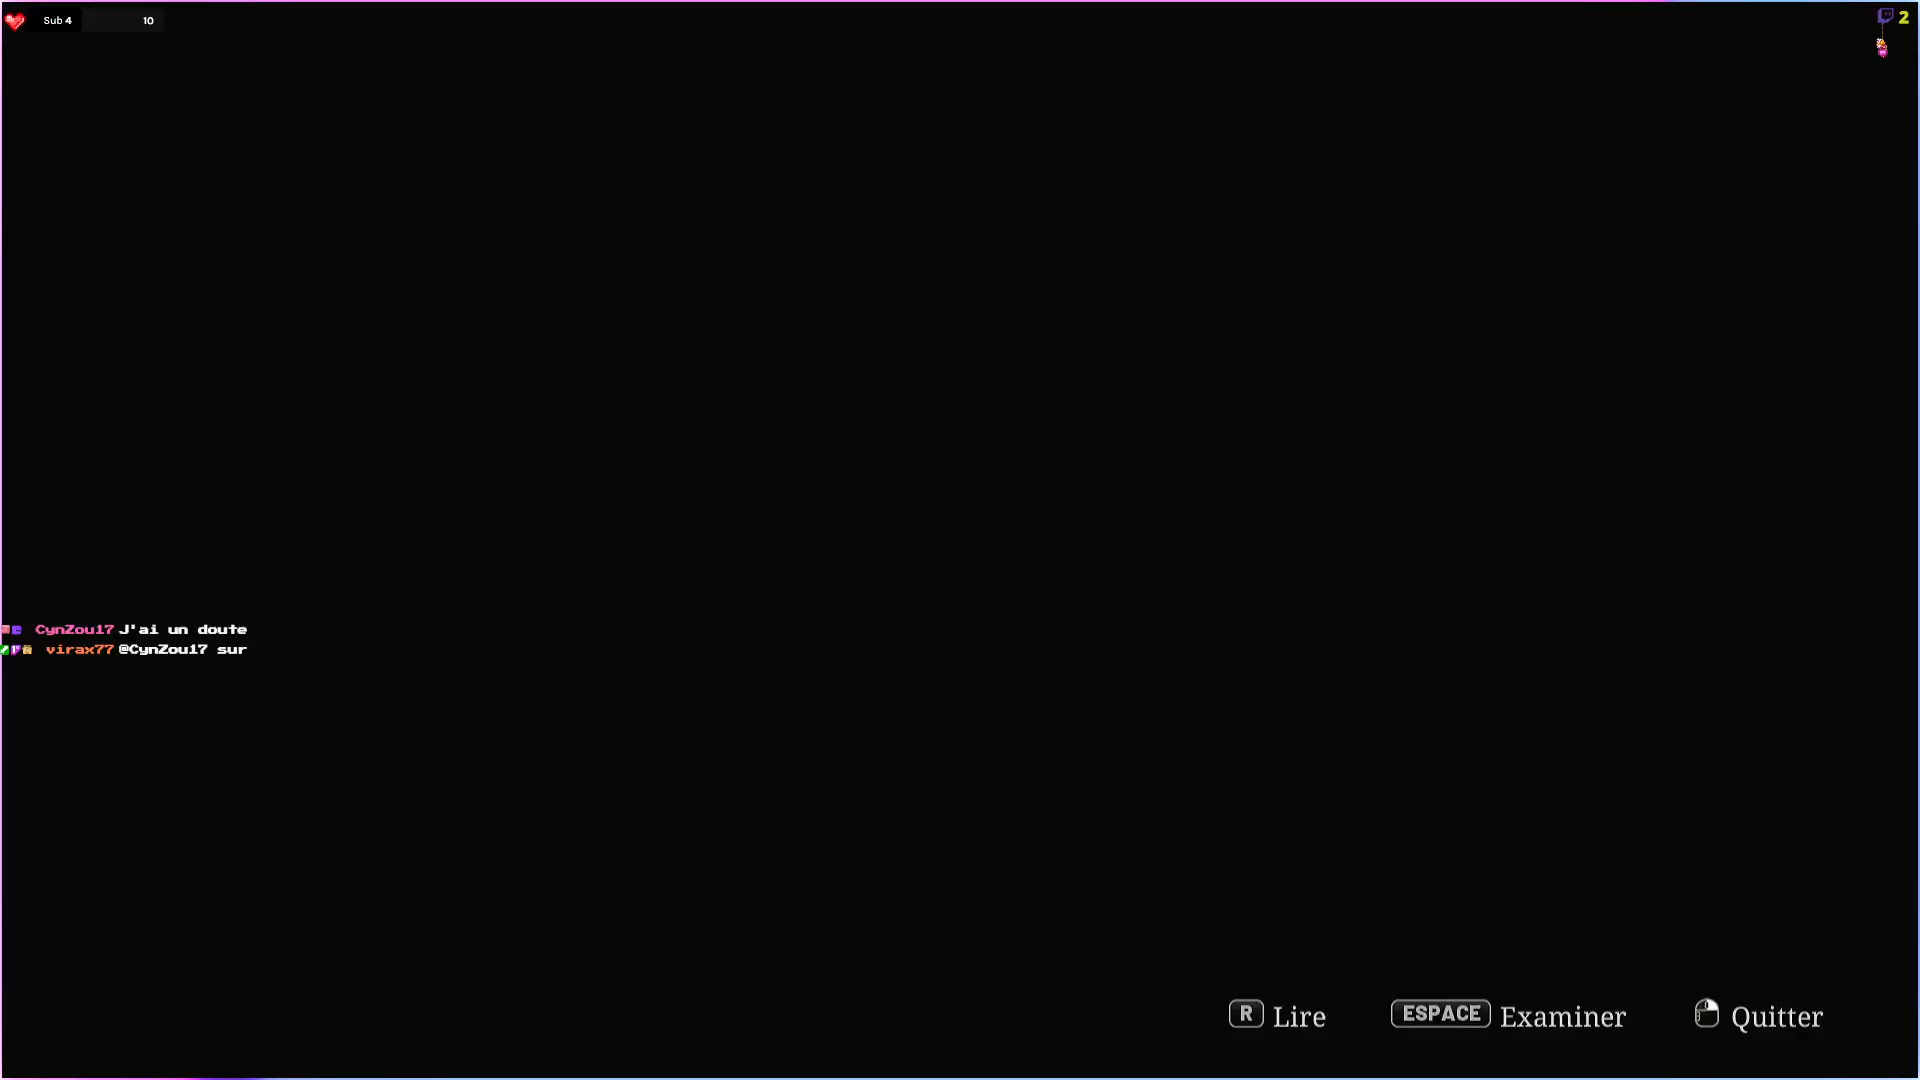 Sub 4 10
2
CynZou17 J'ai un doute
virax77 @CynZou17 sur
R Lire ESPACE Examiner Quitter